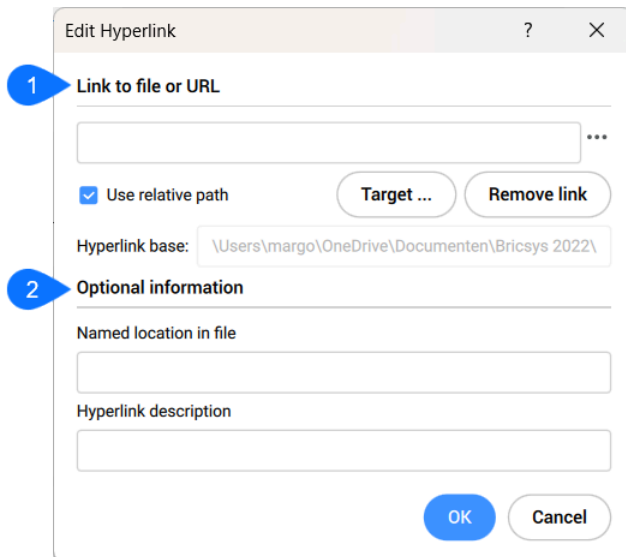 Edit Hyperlink ? ×
1 Link to file or URL
...
Use relative path Target ... Remove link
Hyperlink base: \Users\margo\OneDrive\Documenten\Bricsys 2022\
2 Optional information
Named location in file
Hyperlink description
OK Cancel